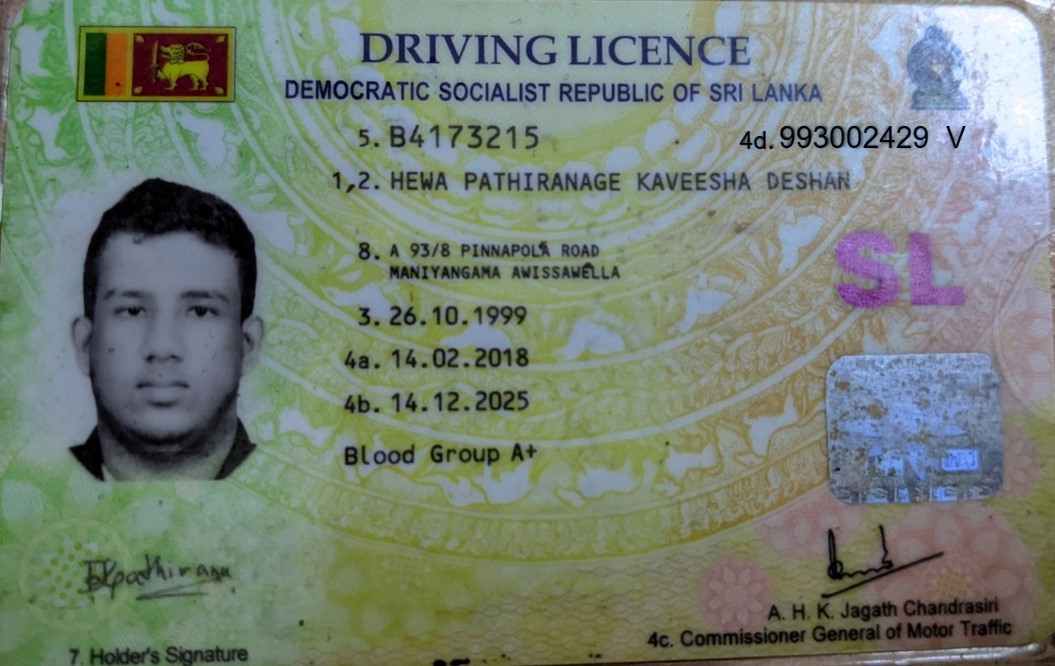 DRIVING LICENCE
DEMOCRATIC SOCIALIST REPUBLIC OF SRI LANKA
5. B4173215 4d. 993002429 V
1,2. HEWA PATHIRANAGE KAVEESHA DESHAN
8. A 93/8 PINNAPOLA ROAD
MANIYANGAMA AWISSAWELLA
SL
3. 26.10.1999
4a. 14.02.2018
4b. 14.12.2025
Blood Group A+
A. H. K. Jagath Chandrasiri
4c. Commissioner General of Motor Traffic
7. Holder's Signature